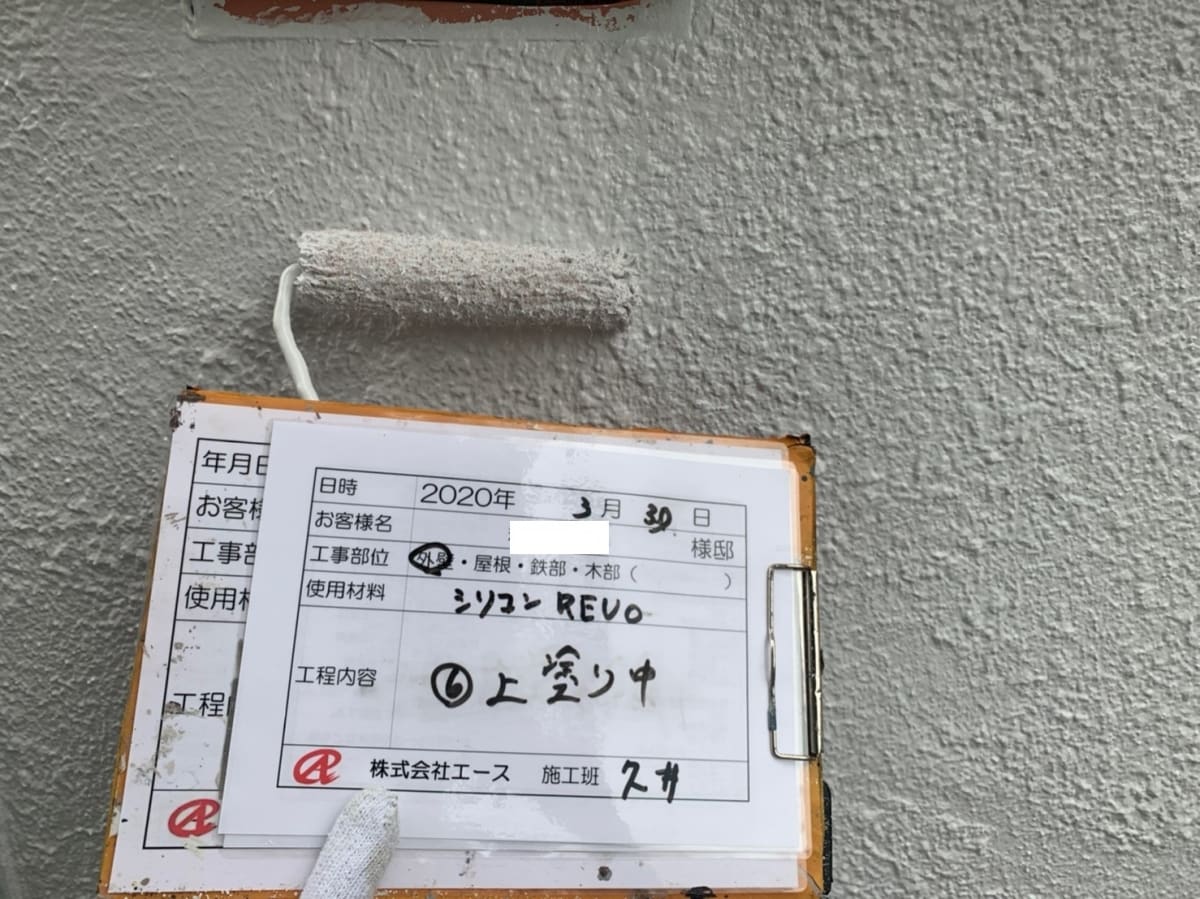 年月日
お客様
工事部
使用材
工程内
日時 2020年 3月 30日
お客様名 様邸
工事部位 外壁・屋根・鉄部・木部（ ）
使用材料 シリコンREVO
工程内容 ⑥上塗り中
株式会社エース 施工班 久井